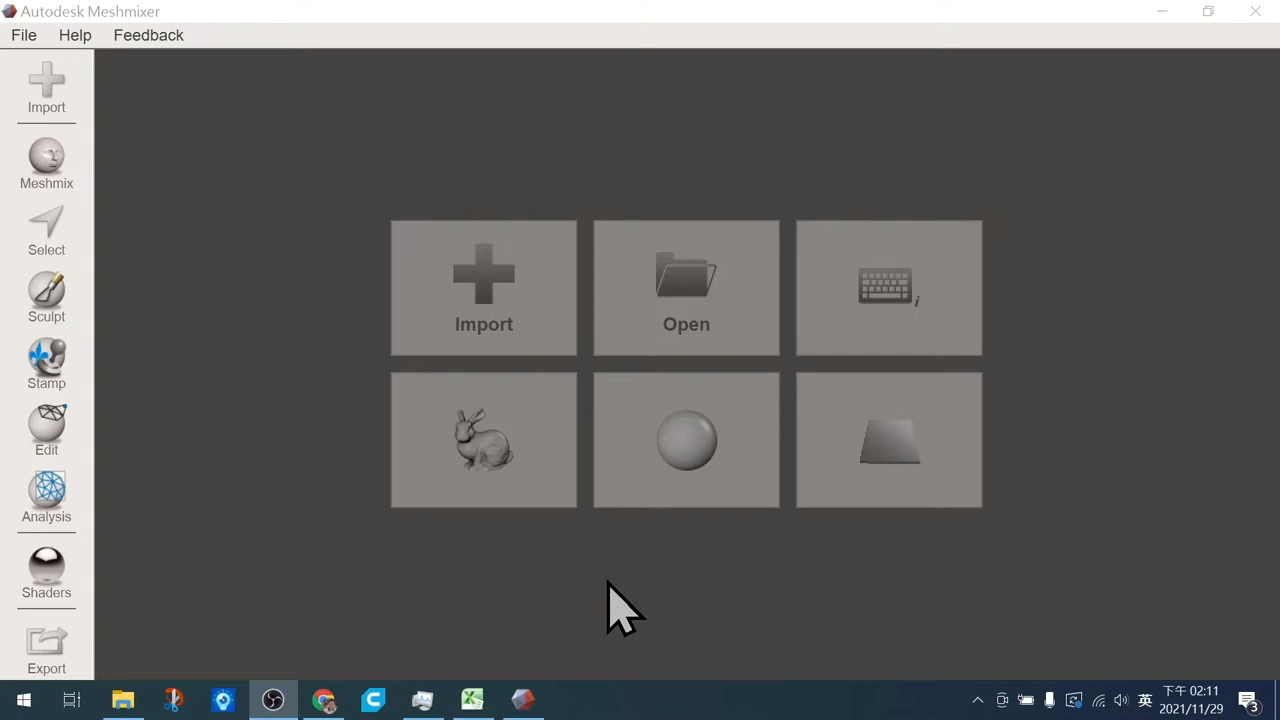 Autodesk Meshmixer
File Help Feedback
Import
Meshmix
Select
Sculpt
Stamp
Edit
Analysis
Shaders
Export
Import
Open
i
英
下午 02:11
2021/11/29
3